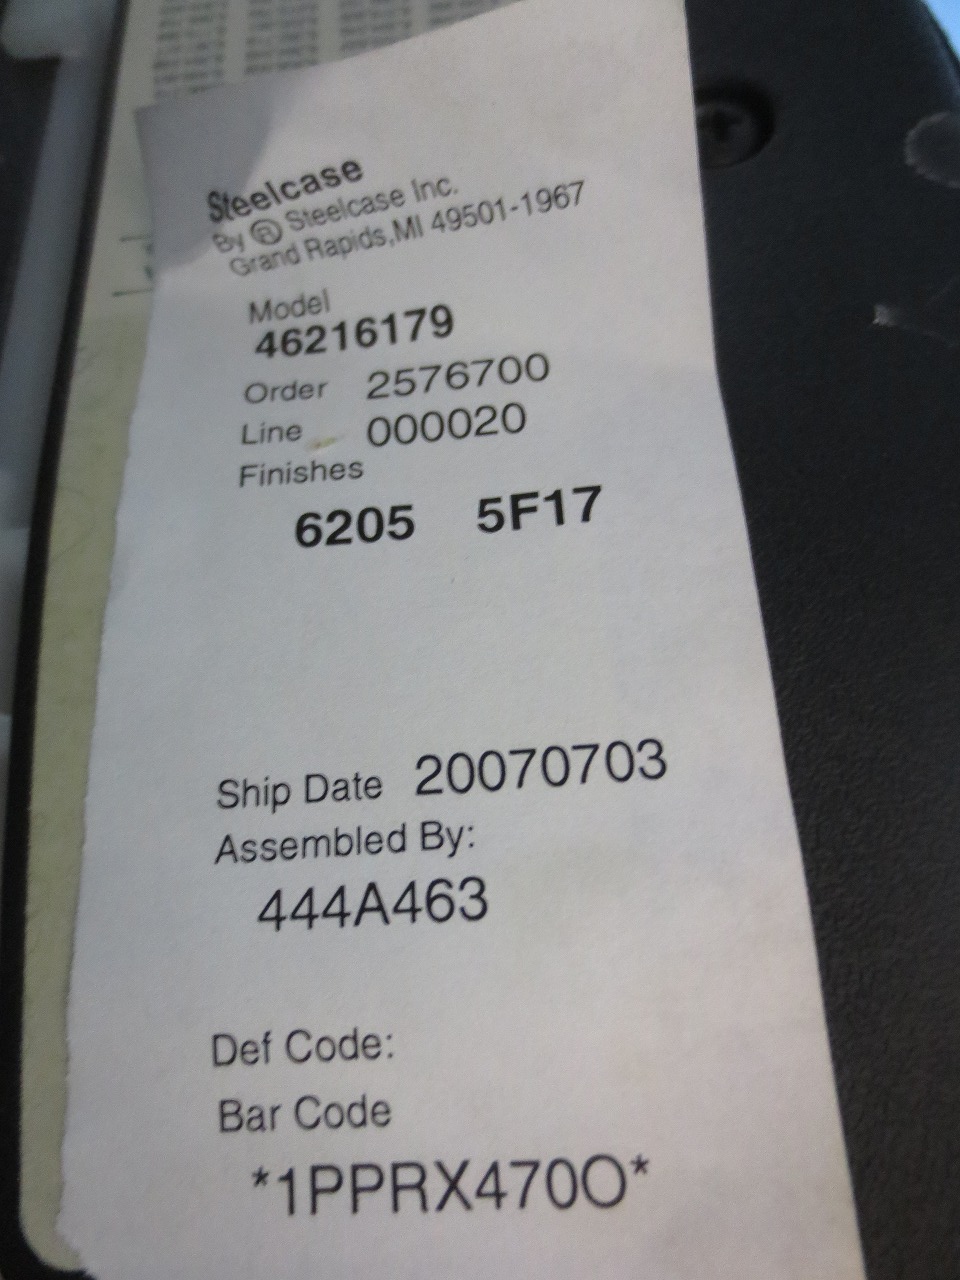 Steelcase
By ® Steelcase Inc.
Grand Rapids,MI 49501-1967
Model
46216179
Order 2576700
Line 000020
Finishes
6205 5F17
Ship Date 20070703
Assembled By:
444A463
Def Code:
Bar Code
*1PPRX470O*